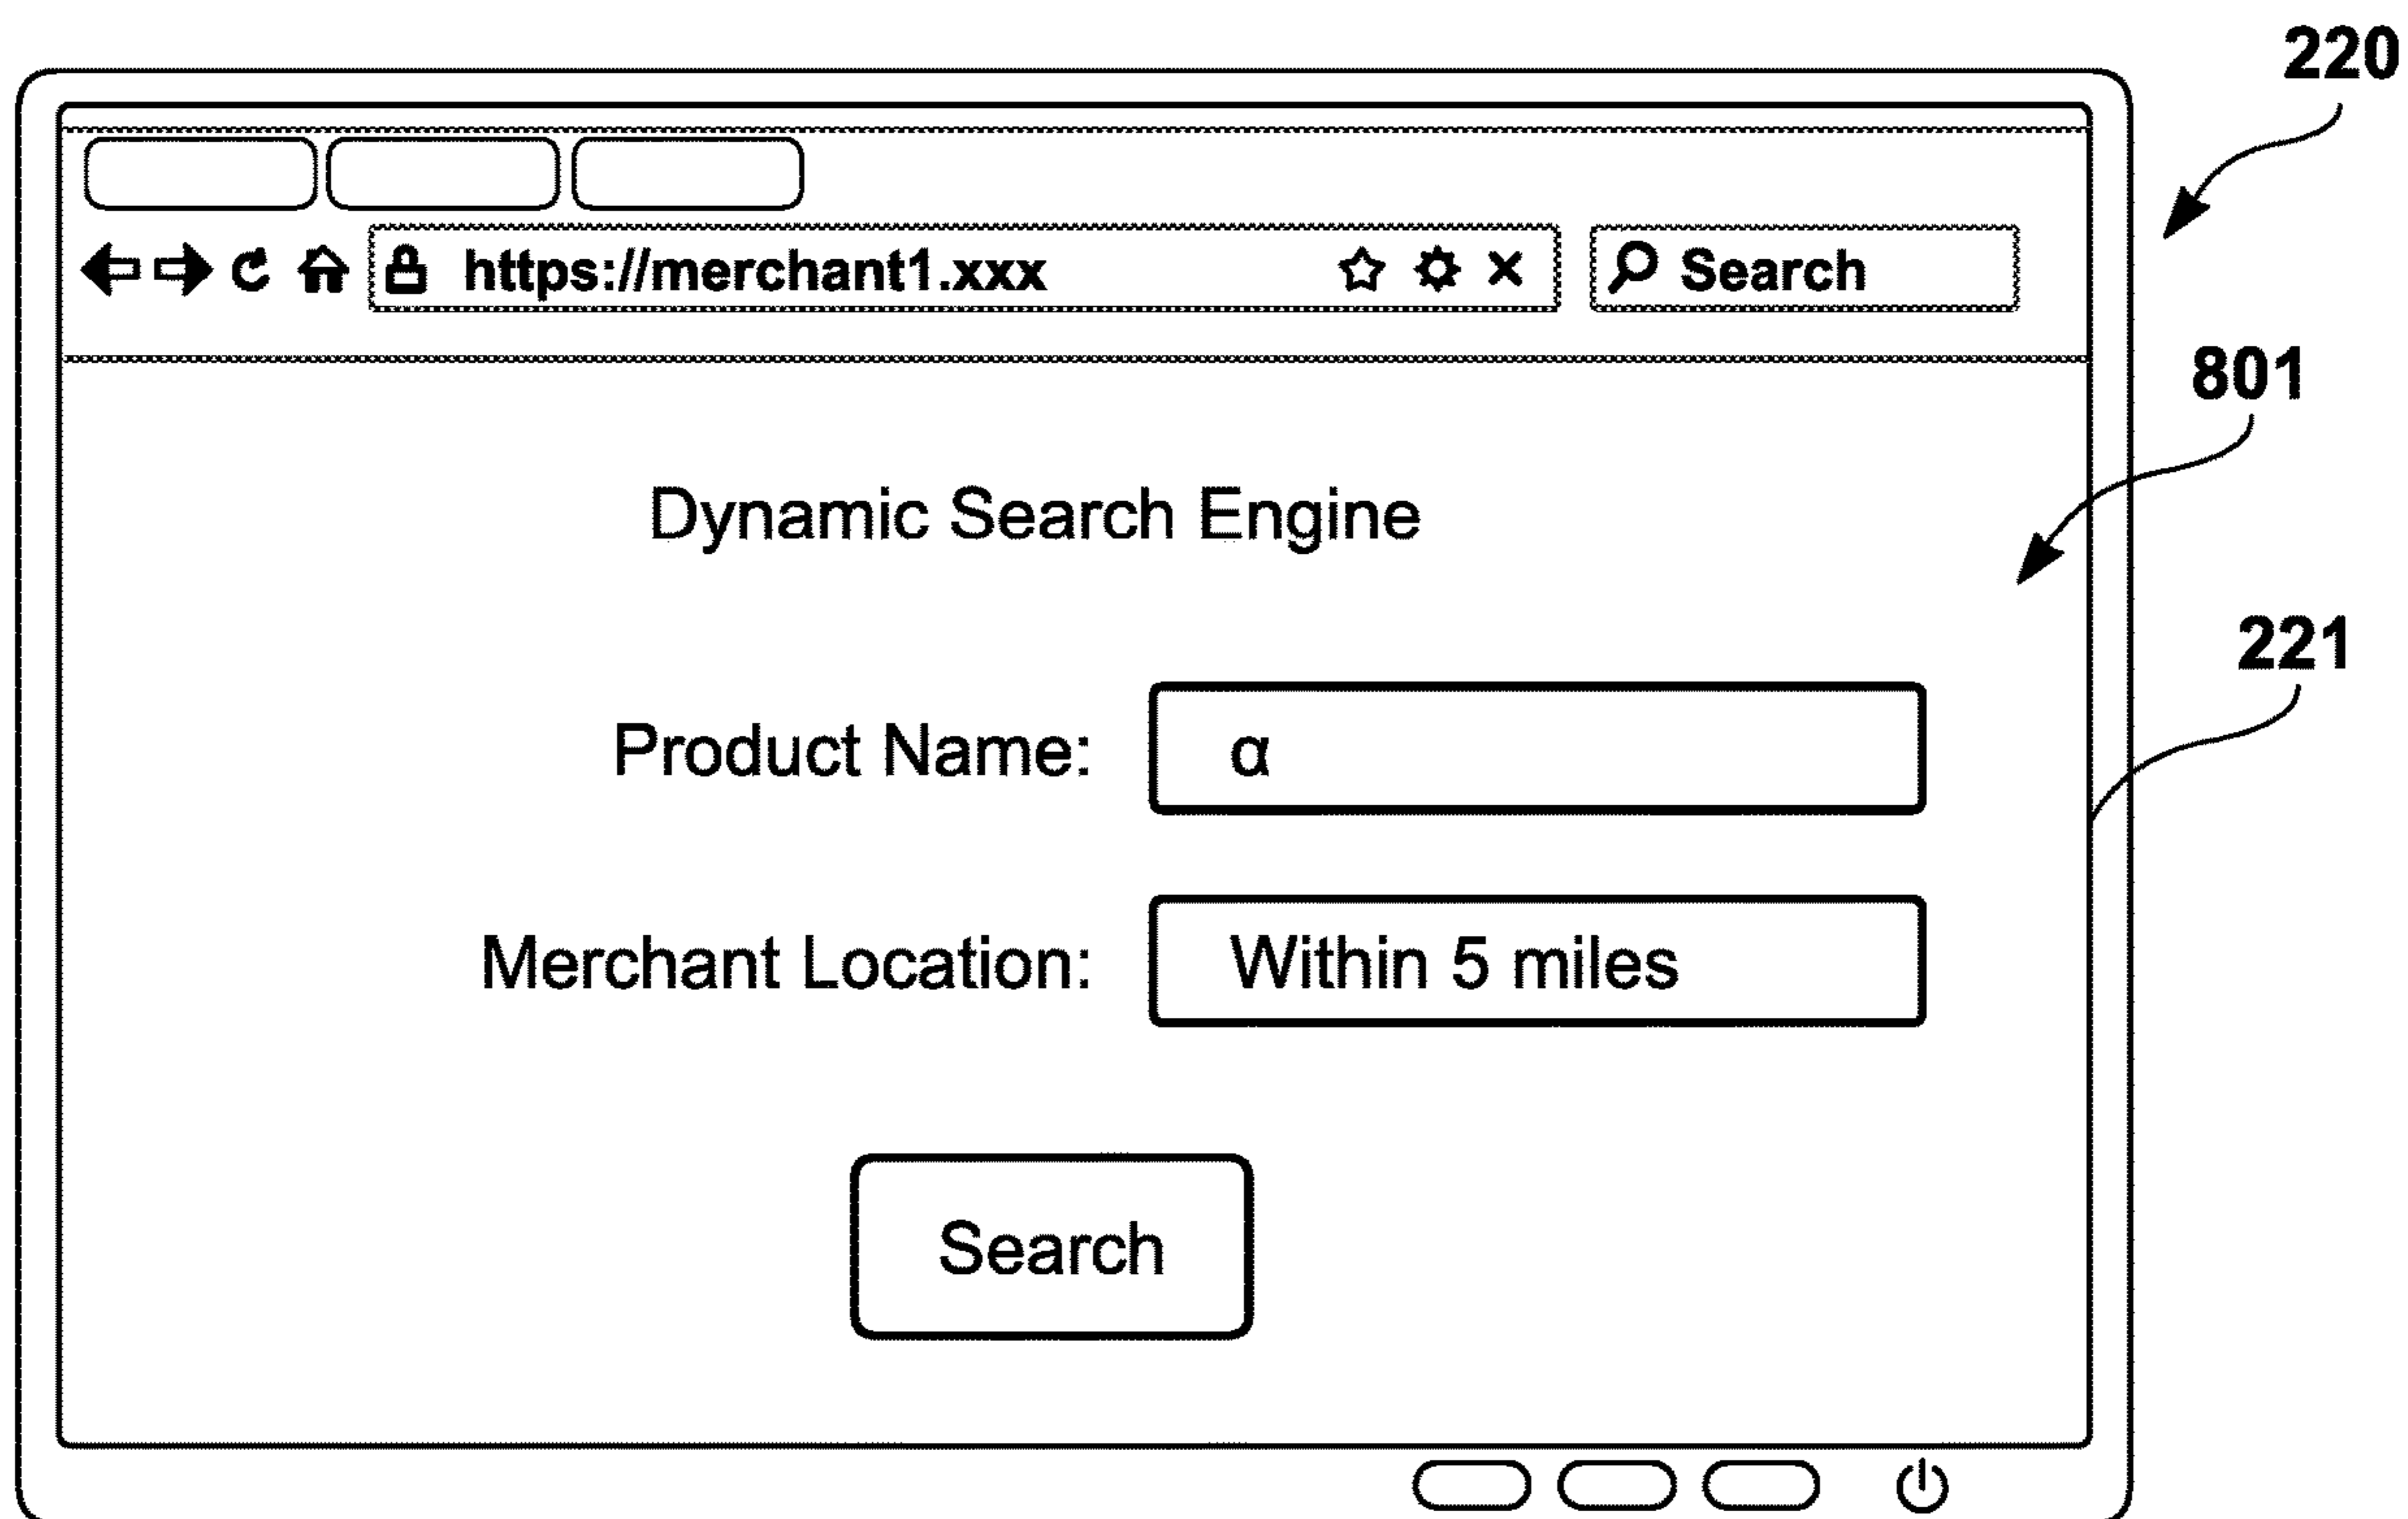 220
https://merchant1.xxx Search
801
Dynamic Search Engine
221
Product Name: α
Merchant Location: Within 5 miles
Search